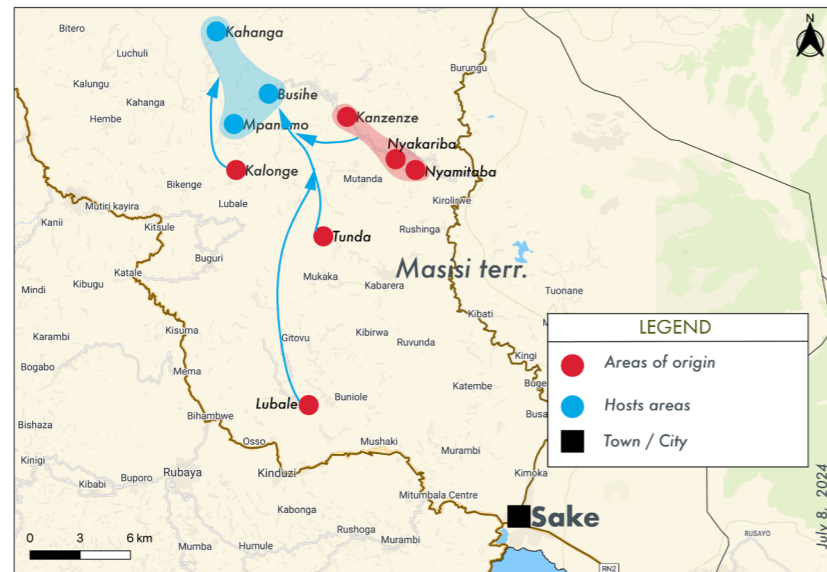 Bitero
Kahanga
N
Luchuli
Burungu
Kalungu
Kahanga
Busihe
Hembe
Kanzenze
Nyakariba
Kalonge
Mutanda
Nyamitaba
Bikenge
Lubale
Kirolirwe
Mutiri kayira
Kanii
Kitsule
Rushinga
Tunda
Buguri
Katale
Masisi terr.
Mukaka
Kabarera
Mindi
Kibugu
Tuonane
Kibati
Kisuma
Kibirwa
Karambi
Gitovu
Ruvunda
Kingi
Bogabo
Mema
Katembe
Lubale
Buniole
Bihambwe
Bishaza
Osso
Mushaki
Murambi
Kinigi
Rubaya
Kinduzi
Kimoka
Kibabi
Buporo
Mitumbala Centre
Kabonga
Sake
Rushoga
Murambi
Mumba
Humule
RUSAYO
RN2
0 3 6 km
LEGEND
Areas of origin
Hosts areas
Town / City
July 8, 2024